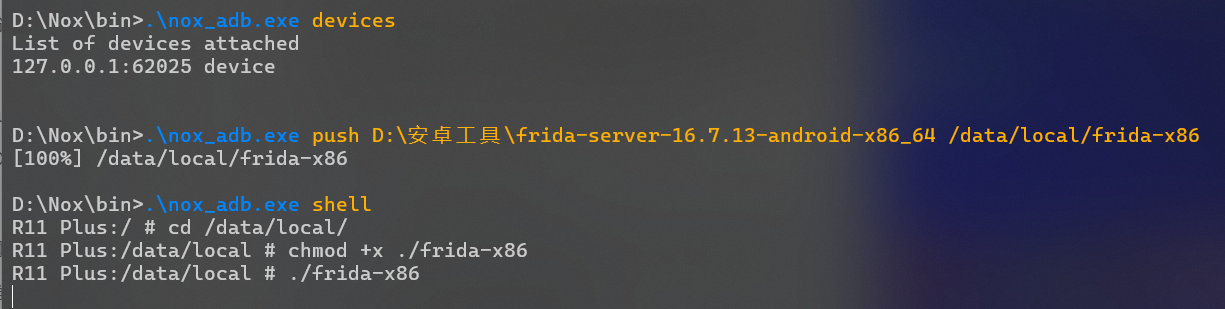 D:\Nox\bin>.\nox_adb.exe devices
List of devices attached
127.0.0.1:62025 device
D:\Nox\bin>.\nox_adb.exe push D:\安卓工具\frida-server-16.7.13-android-x86_64 /data/local/frida-x86
[100%] /data/local/frida-x86
D:\Nox\bin>.\nox_adb.exe shell
R11 Plus:/ # cd /data/local/
R11 Plus:/data/local # chmod +x ./frida-x86
R11 Plus:/data/local # ./frida-x86